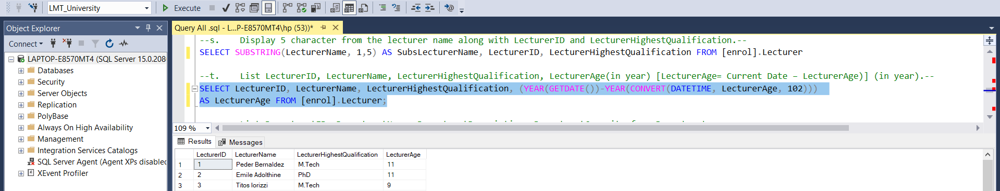 LMT_University
Execute
Object Explorer
Query All .sql - L...P-E8570MT4\hp (53))*
Connect
LAPTOP-E8570MT4 (SQL Server 15.0.208
Databases
Security
Server Objects
Replication
PolyBase
Always On High Availability
Management
Integration Services Catalogs
SQL Server Agent (Agent XPs disabled
XEvent Profiler
--s. Display 5 character from the lecturer name along with LecturerID and LecturerHighestQualification.--
SELECT SUBSTRING(LecturerName, 1,5) AS SubsLecturerName, LecturerID, LecturerHighestQualification FROM [enrol].Lecturer
--t. List LecturerID, LecturerName, LecturerHighestQualification, LecturerAge(in year) [LecturerAge= Current Date – LecturerAge)] (in year).--
SELECT LecturerID, LecturerName, LecturerHighestQualification, (YEAR(GETDATE())-YEAR(CONVERT(DATETIME, LecturerAge, 102)))
AS LecturerAge FROM [enrol].Lecturer;
109 %
Results Messages
LecturerID LecturerName LecturerHighestQualification LecturerAge
1 1 Peder Bernaldez M.Tech 11
2 2 Emile Adolthine PhD 11
3 3 Titos Iorizzi M.Tech 9